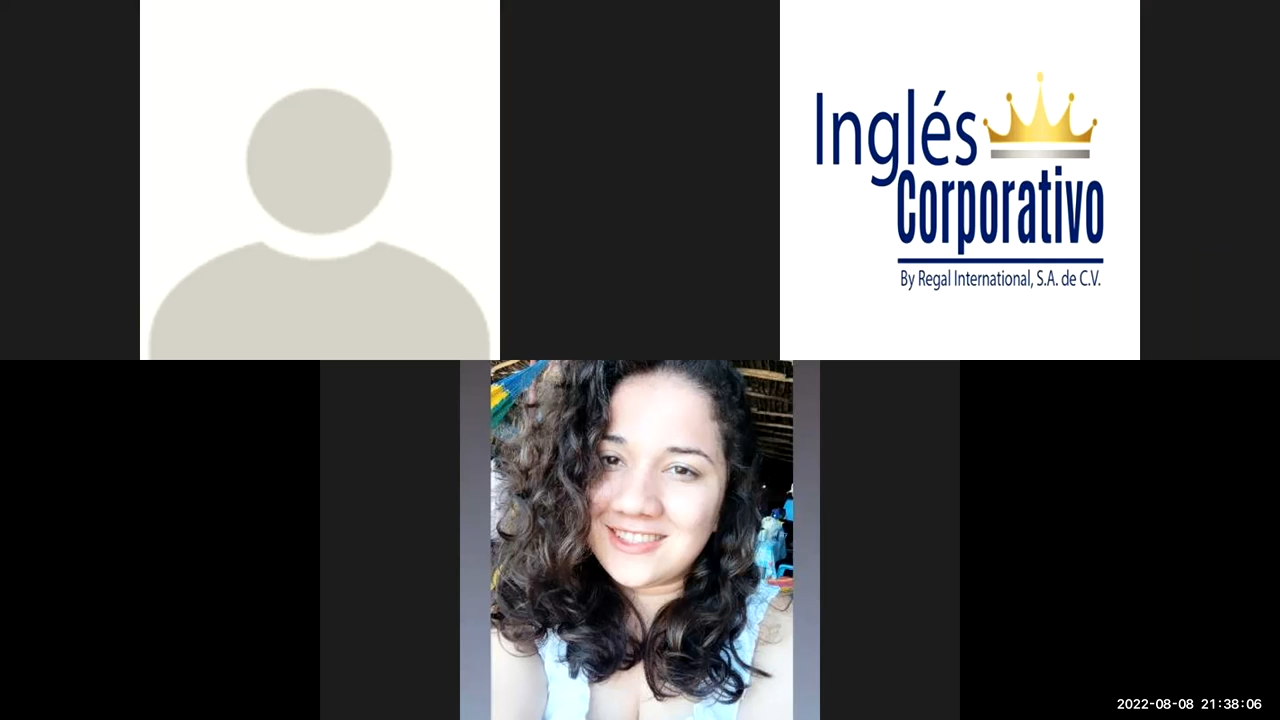 Inglés
Corporativo
By Regal International, S.A. de C.V.
2022-08-08 21:38:06